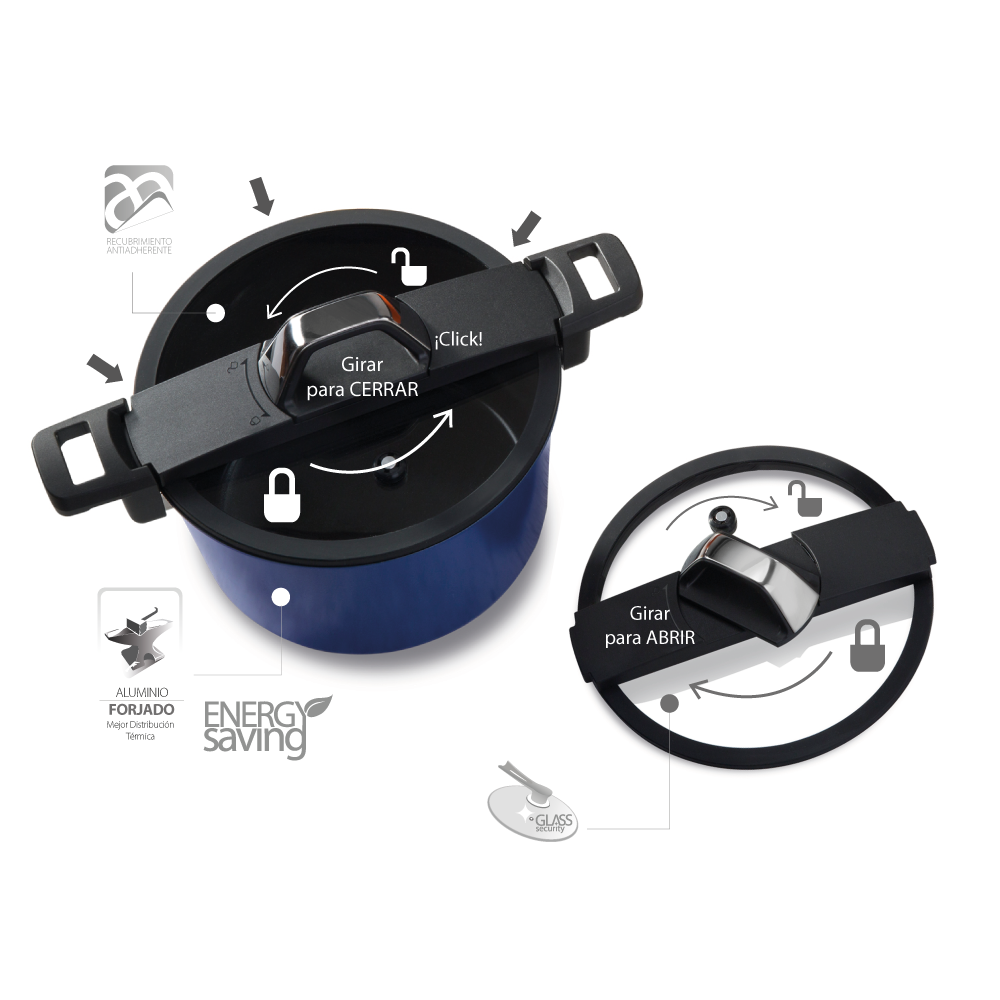 RECUBRIMIENTO
ANTIADHERENTE
¡Click!
Girar
para CERRAR
Girar
para ABRIR
ALUMINIO
FORJADO
Mejor Distribución
Térmica
ENERGY
saving
GLASS
security